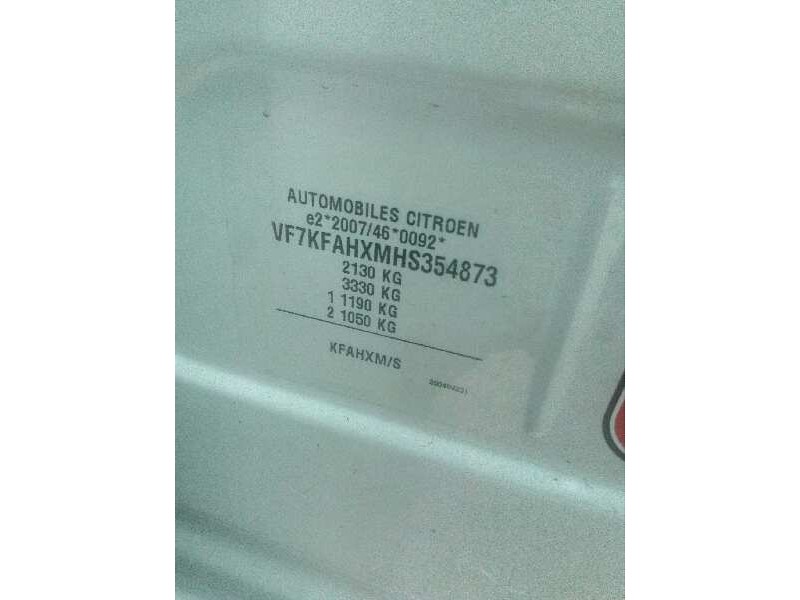 AUTOMOBILES CITROEN
e2*2007/46*0092*
VF7KFAHXMHS354873
2130 KG
3330 KG
1 1190 KG
2 1050 KG
KFAHXM/S